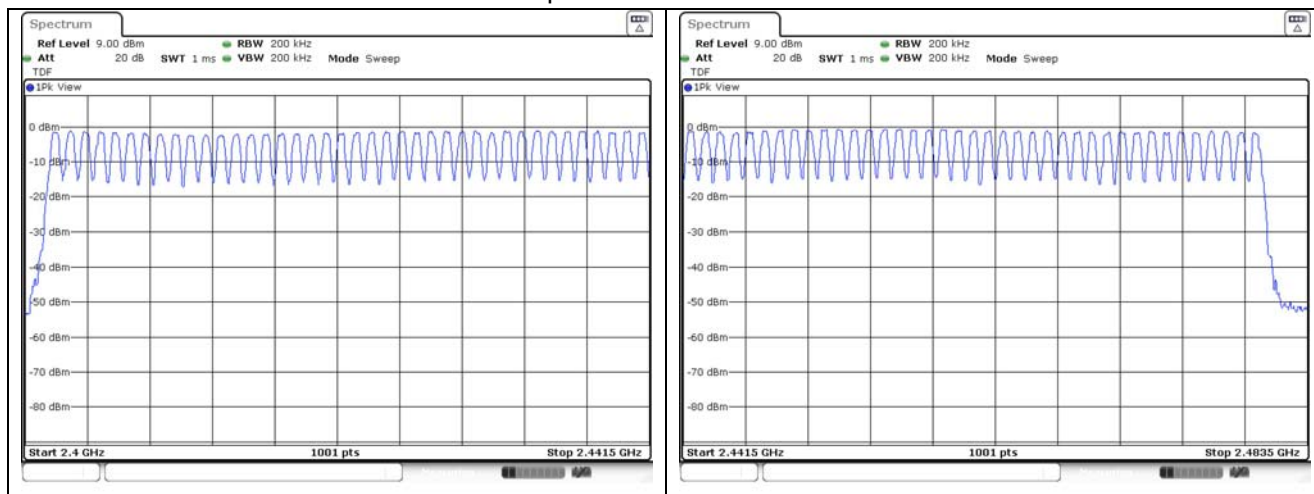 Spectrum
Ref Level 9.00 dBm RBW 200 kHz
Att 20 dB SWT 1 ms VBW 200 kHz Mode Sweep
TDF
1Pk View
0 dBm
-10 dBm
-20 dBm
-30 dBm
-40 dBm
-50 dBm
-60 dBm
-70 dBm
-80 dBm
Start 2.4 GHz 1001 pts Stop 2.4415 GHz
Spectrum
Ref Level 9.00 dBm RBW 200 kHz
Att 20 dB SWT 1 ms VBW 200 kHz Mode Sweep
TDF
1Pk View
0 dBm
-10 dBm
-20 dBm
-30 dBm
-40 dBm
-50 dBm
-60 dBm
-70 dBm
-80 dBm
Start 2.4415 GHz 1001 pts Stop 2.4835 GHz